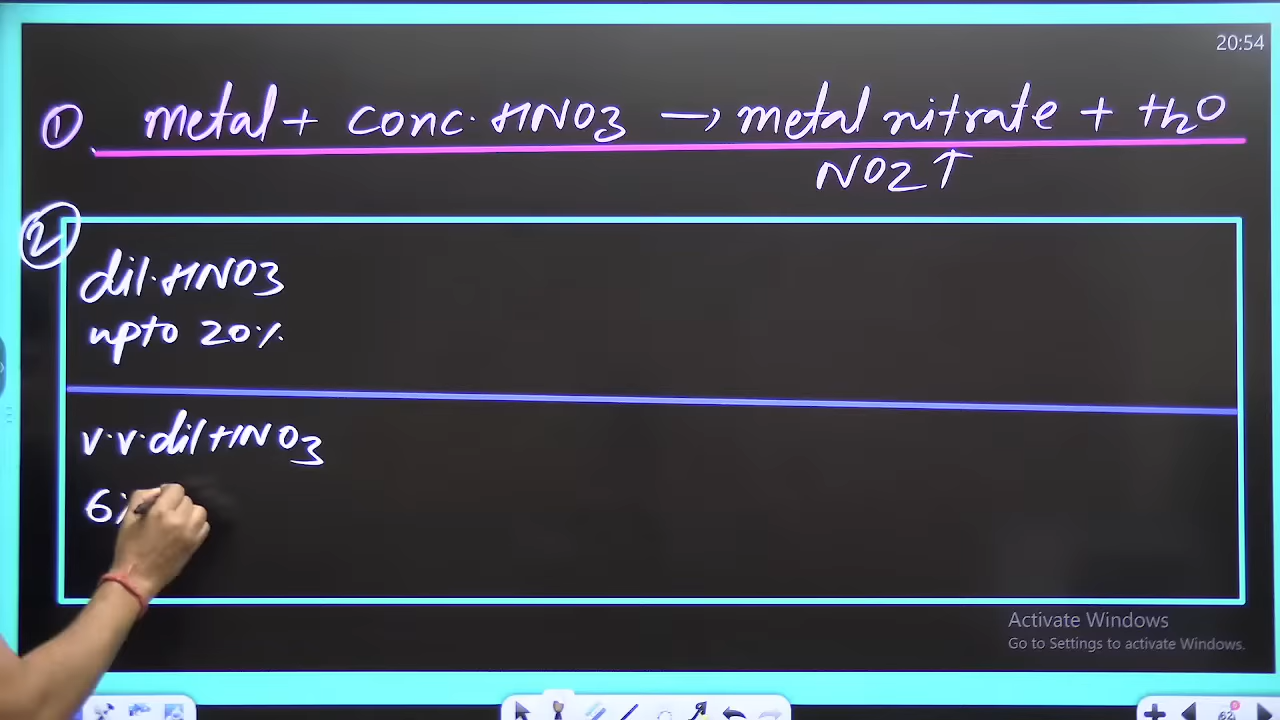 20:54
① metal + conc. HNO3 → metal nitrate + H2O
NO2↑
②
dil. HNO3
upto 20%
v.v.dil HNO3
6%
Activate Windows
Go to Settings to activate Windows.
62